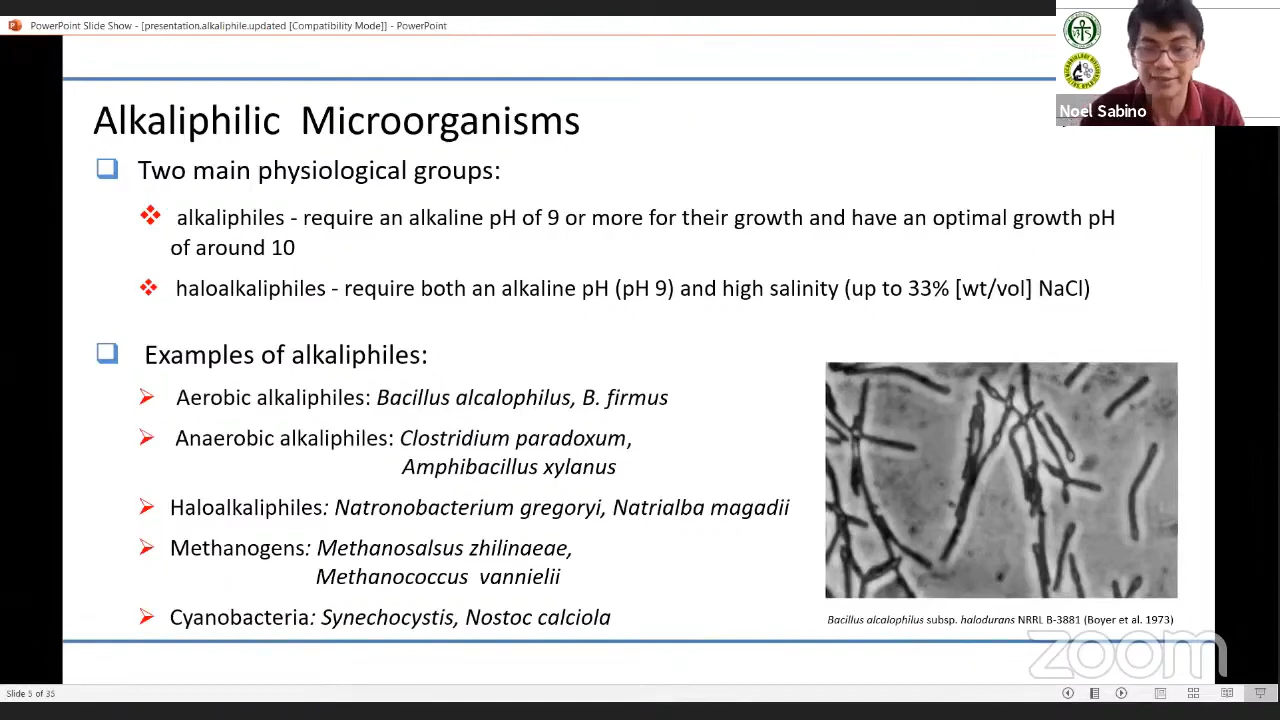 PowerPoint Slide Show - [presentation.alkaliphile.updated [Compatibility Mode]] - PowerPoint
Noel Sabino
Alkaliphilic Microorganisms
Two main physiological groups:
alkaliphiles - require an alkaline pH of 9 or more for their growth and have an optimal growth pH
of around 10
haloalkaliphiles - require both an alkaline pH (pH 9) and high salinity (up to 33% [wt/vol] NaCl)
Examples of alkaliphiles:
Aerobic alkaliphiles: Bacillus alcalophilus, B. firmus
Anaerobic alkaliphiles: Clostridium paradoxum,
Amphibacillus xylanus
Haloalkaliphiles: Natronobacterium gregoryi, Natrialba magadii
Methanogens: Methanosalsus zhilinaeae,
Methanococcus vannielii
Cyanobacteria: Synechocystis, Nostoc calciola
Bacillus alcalophilus subsp. halodurans NRRL B-3881 (Boyer et al. 1973)
zoom
Slide 5 of 35